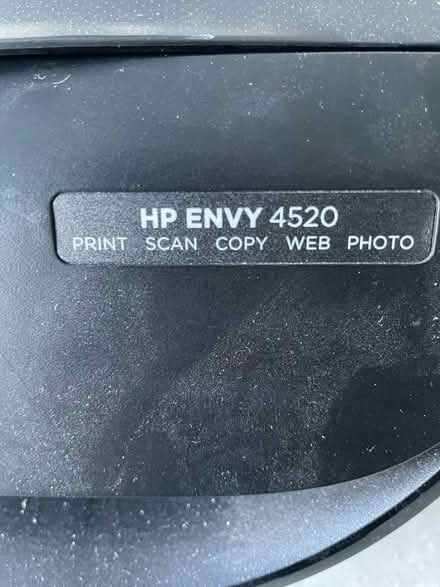 HP ENVY 4520
PRINT SCAN COPY WEB PHOTO